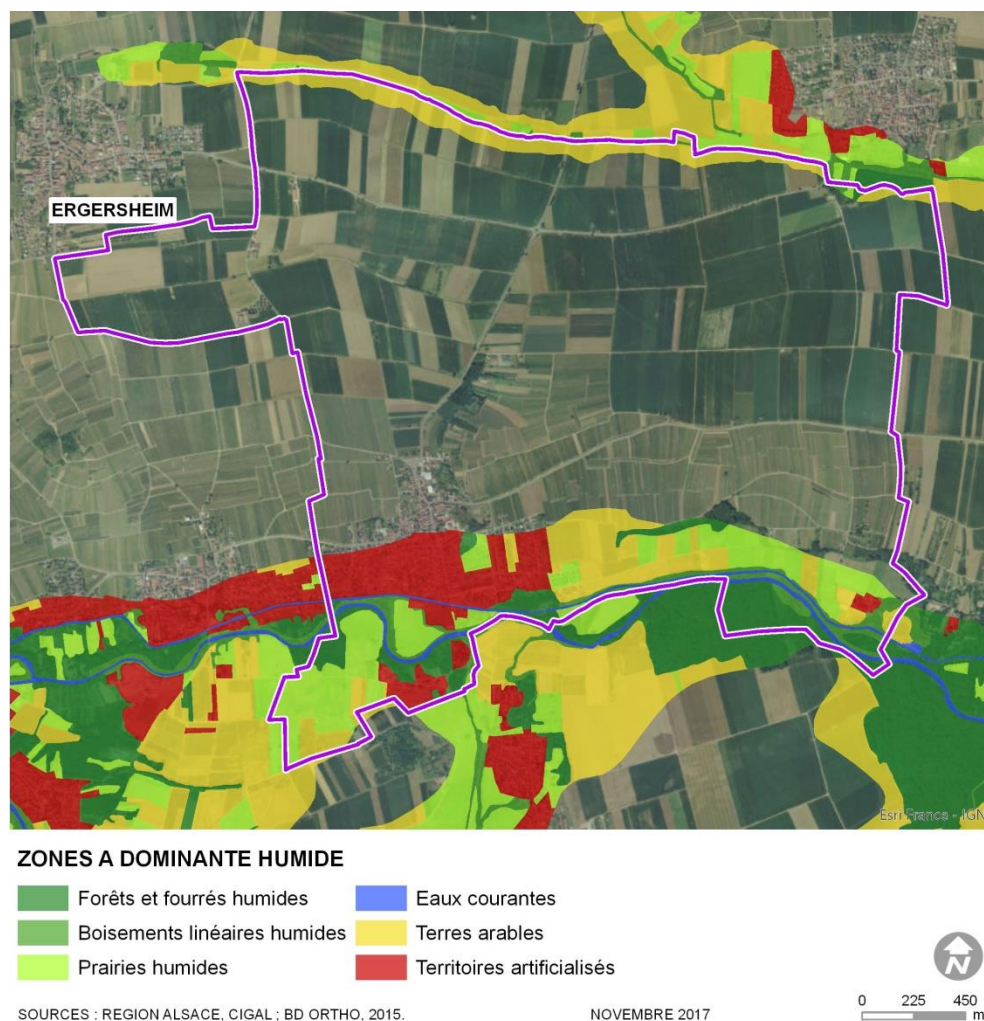 ERGERSHEIM
Esri France - IGN
ZONES A DOMINANTE HUMIDE
Forêts et fourrés humides
Boisements linéaires humides
Prairies humides
Eaux courantes
Terres arables
Territoires artificialisés
N
0 225 450
m
SOURCES : REGION ALSACE, CIGAL ; BD ORTHO, 2015.
NOVEMBRE 2017